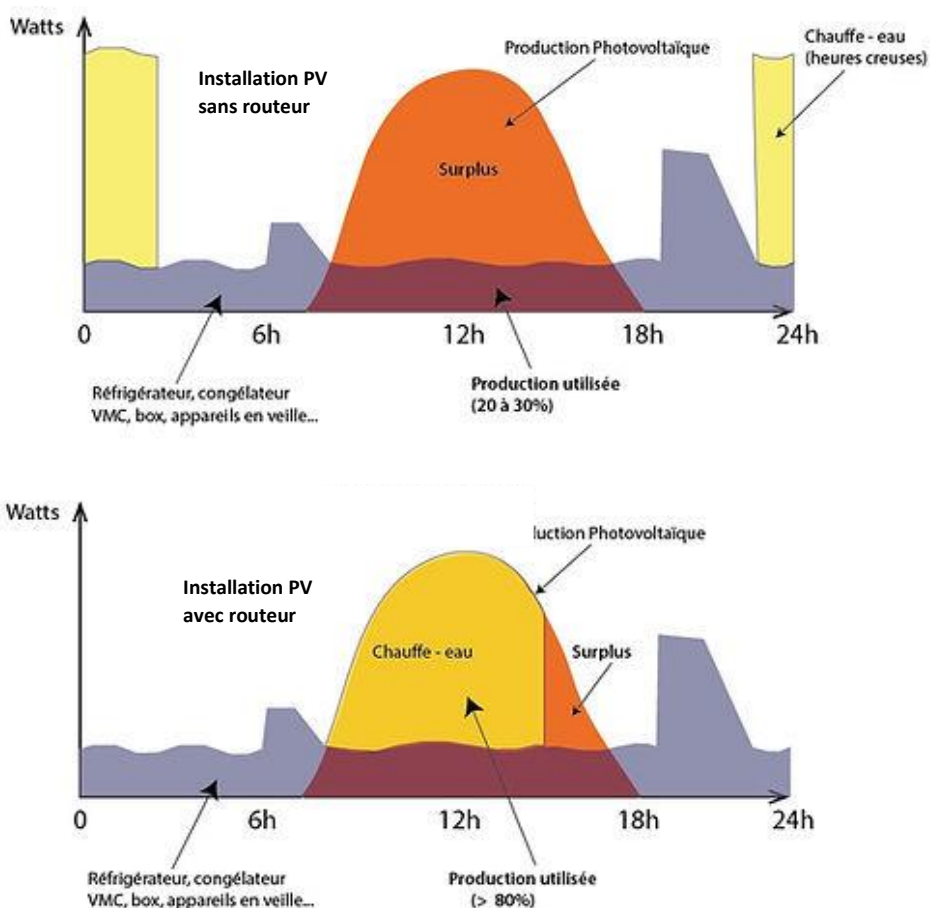 Watts
Installation PV
sans routeur
Production Photovoltaïque
Chauffe - eau
(heures creuses)
Surplus
0 6h 12h 18h 24h
Réfrigérateur, congélateur
VMC, box, appareils en veille...
Production utilisée
(20 à 30%)
Watts
Installation PV
avec routeur
luction Photovoltaïque
Chauffe - eau
Surplus
0 6h 12h 18h 24h
Réfrigérateur, congélateur
VMC, box, appareils en veille...
Production utilisée
(> 80%)